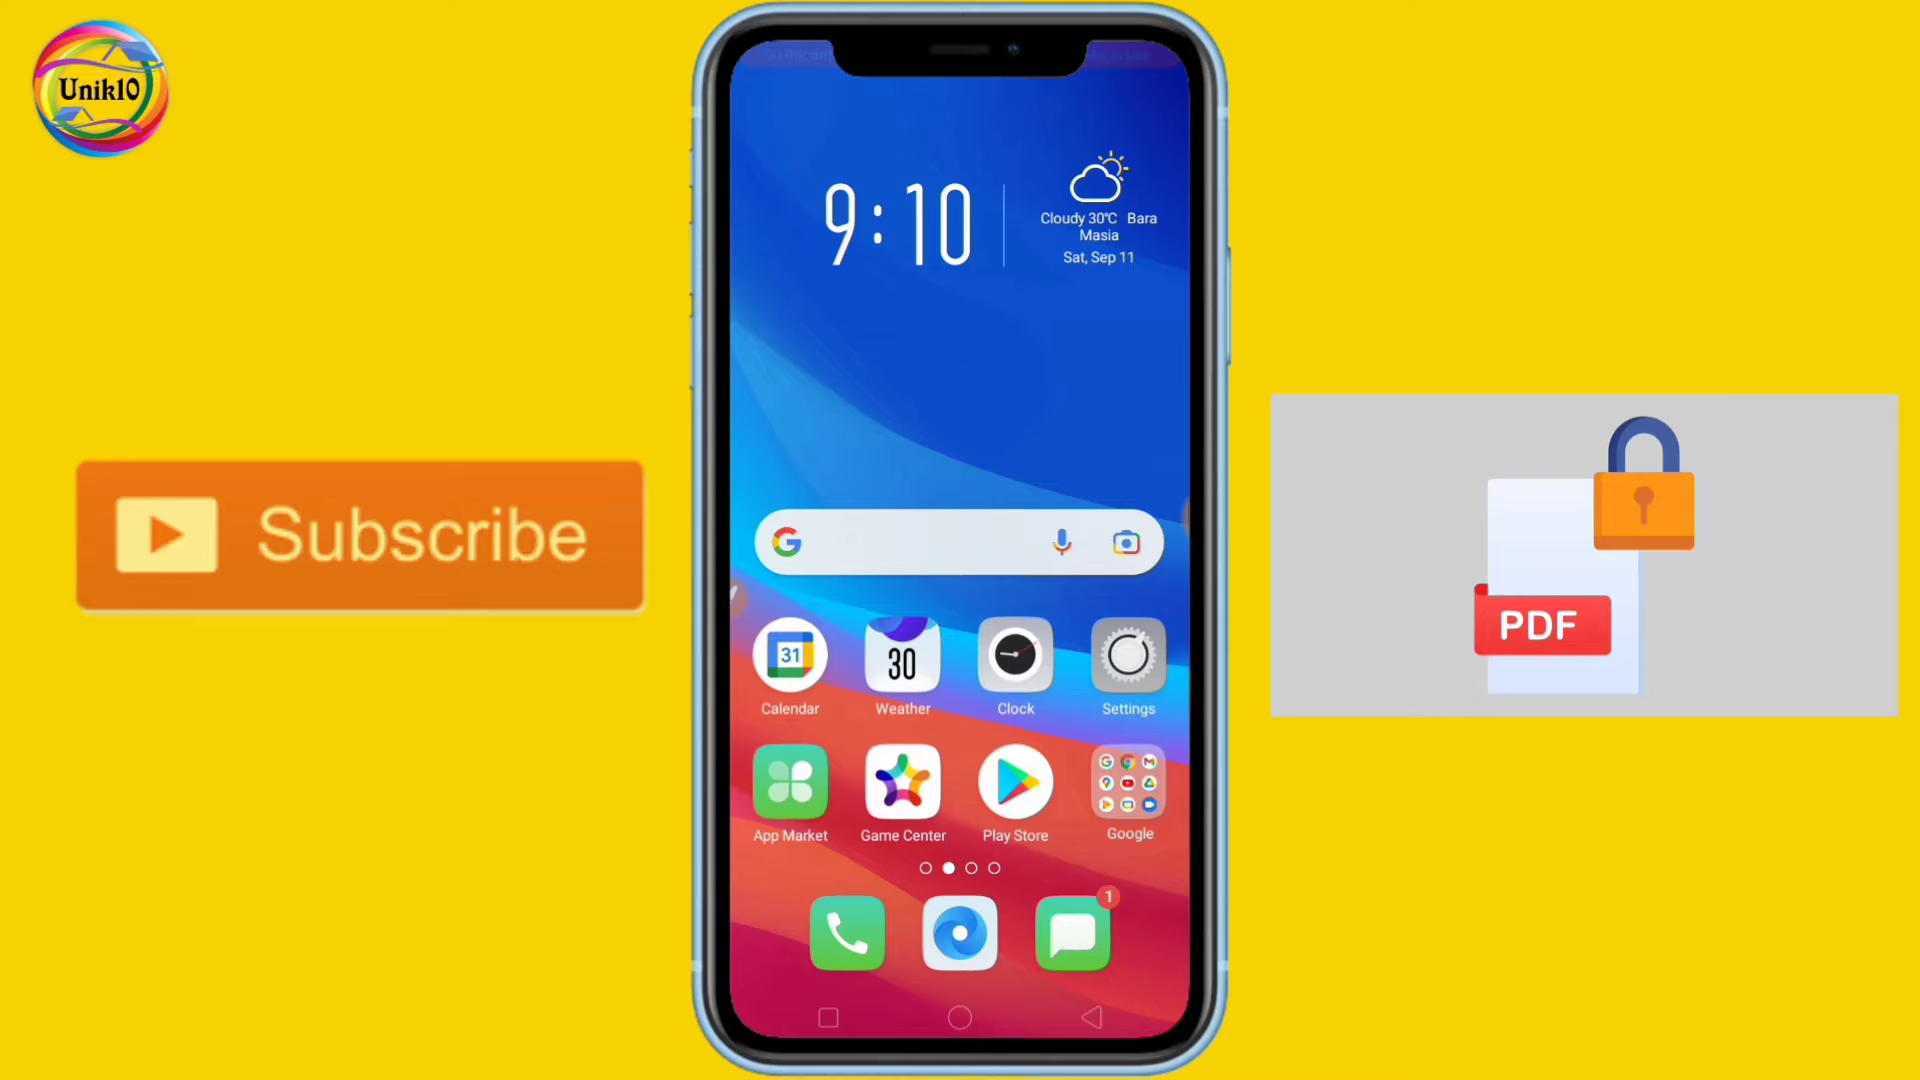 Unik10
9:10
Cloudy 30℃ Bara
Masia
Sat, Sep 11
Subscribe
PDF
31
30
Calendar
Weather
Clock
Settings
App Market
Game Center
Play Store
Google
1